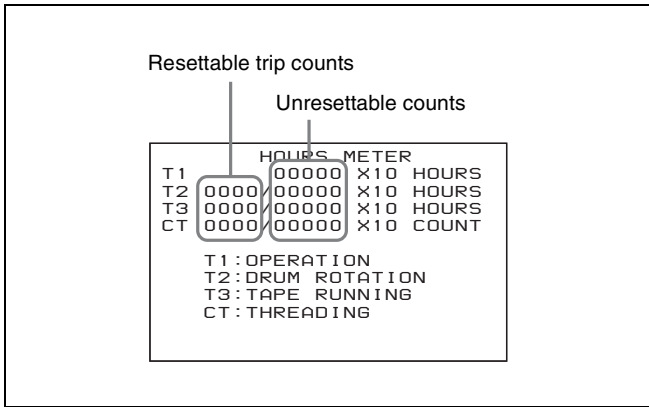 Resettable trip counts
Unresettable counts
HOURS METER
T1 00000 X10 HOURS
T2 0000/00000 X10 HOURS
T3 0000/00000 X10 HOURS
CT 0000/00000 X10 COUNT
T1:OPERATION
T2:DRUM ROTATION
T3:TAPE RUNNING
CT:THREADING